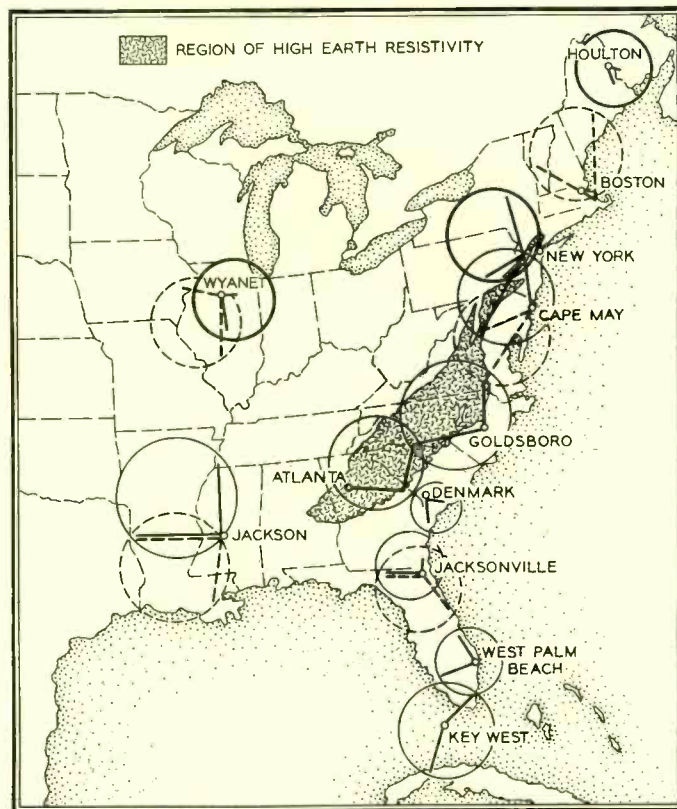 REGION OF HIGH EARTH RESISTIVITY
HOULTON
BOSTON
NEW YORK
WYANET
CAPE MAY
GOLDSBORO
ATLANTA
DENMARK
JACKSON
JACKSONVILLE
WEST PALM
BEACH
KEY WEST